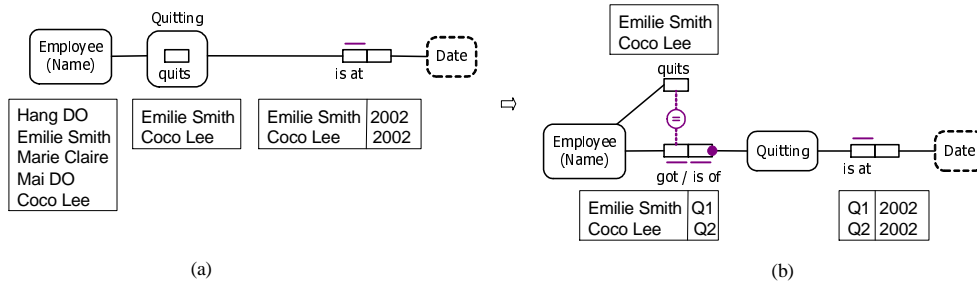 Quitting
Employee
(Name)
quits
is at
Date
Hang DO
Emilie Smith
Marie Claire
Mai DO
Coco Lee
Emilie Smith
Coco Lee
Emilie Smith 2002
Coco Lee 2002
(a)
⇨
Emilie Smith
Coco Lee
quits
=
Employee
(Name)
got / is of
Quitting
is at
Date
Emilie Smith Q1
Coco Lee Q2
Q1 2002
Q2 2002
(b)